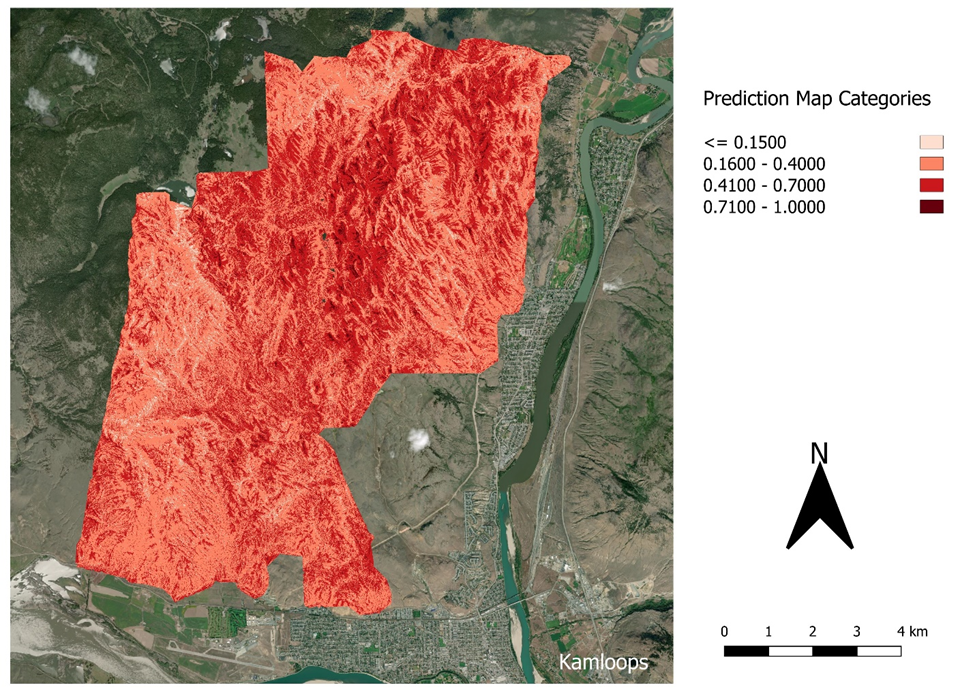 Prediction Map Categories
<= 0.1500
0.1600 - 0.4000
0.4100 - 0.7000
0.7100 - 1.0000
N
0 1 2 3 4 km
Kamloops